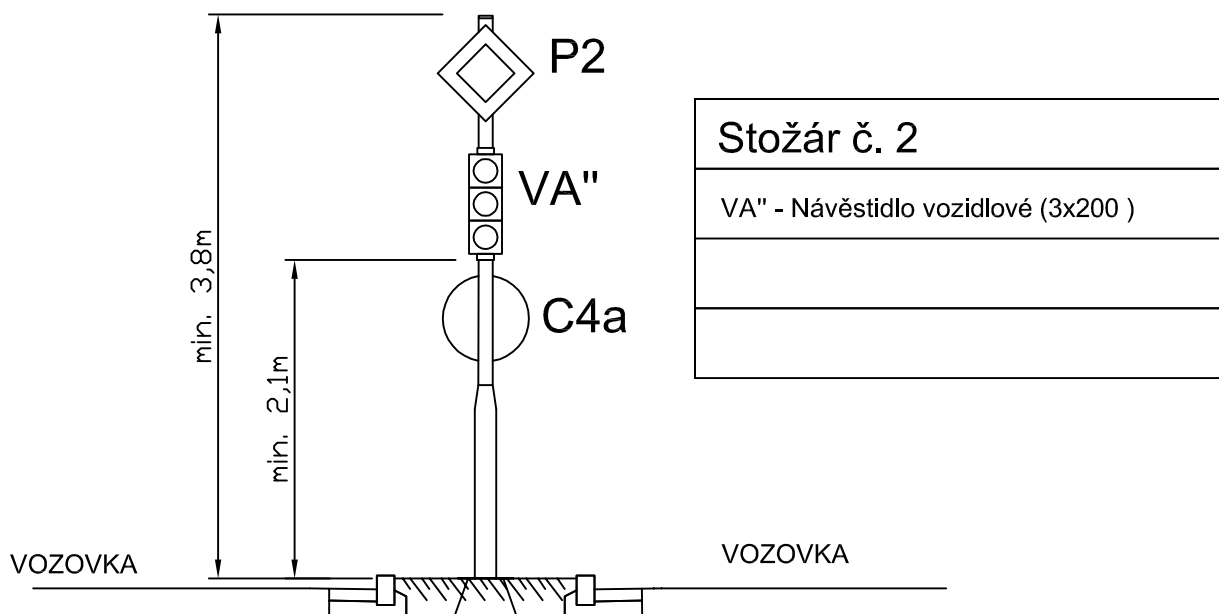 P2
VA"
C4a
min. 3,8m
min. 2,1m
VOZOVKA
VOZOVKA
Stožár č. 2
VA" - Návěstidlo vozidlové (3x200 )